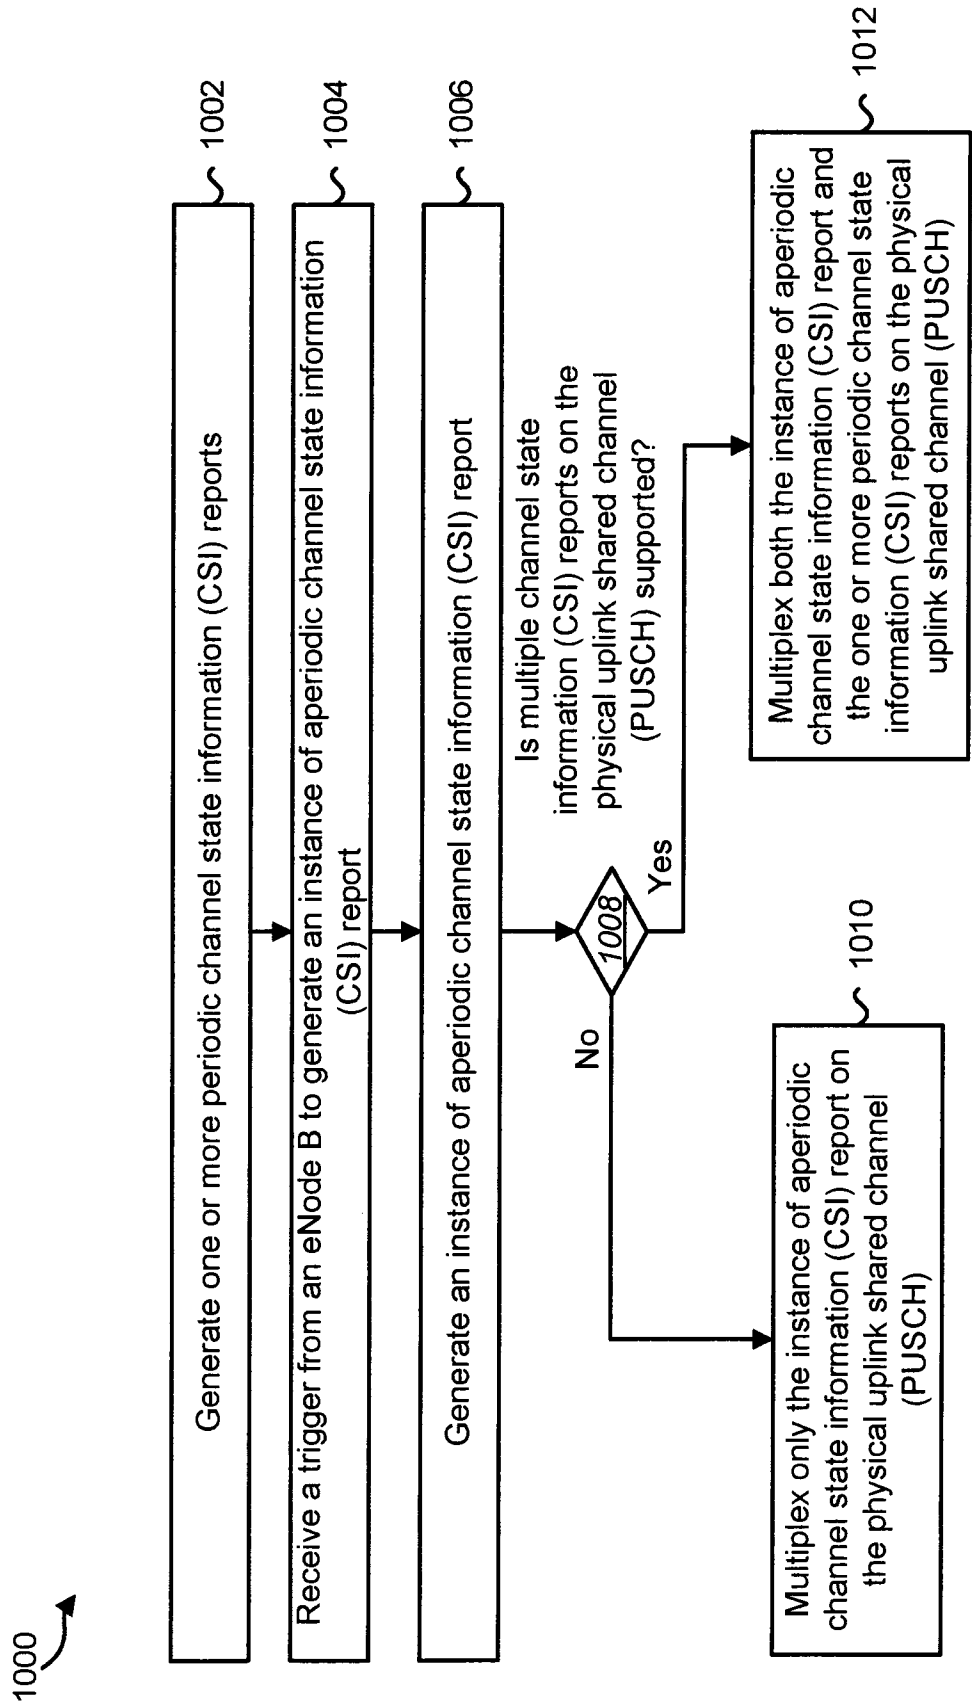 1000
Generate one or more periodic channel state information (CSI) reports
1002
Receive a trigger from an eNode B to generate an instance of aperiodic channel state information
(CSI) report
1004
Generate an instance of aperiodic channel state information (CSI) report
1006
Is multiple channel state
information (CSI) reports on the
physical uplink shared channel
(PUSCH) supported?
1008
No
Yes
Multiplex only the instance of aperiodic
channel state information (CSI) report on
the physical uplink shared channel
(PUSCH)
1010
Multiplex both the instance of aperiodic
channel state information (CSI) report and
the one or more periodic channel state
information (CSI) reports on the physical
uplink shared channel (PUSCH)
1012